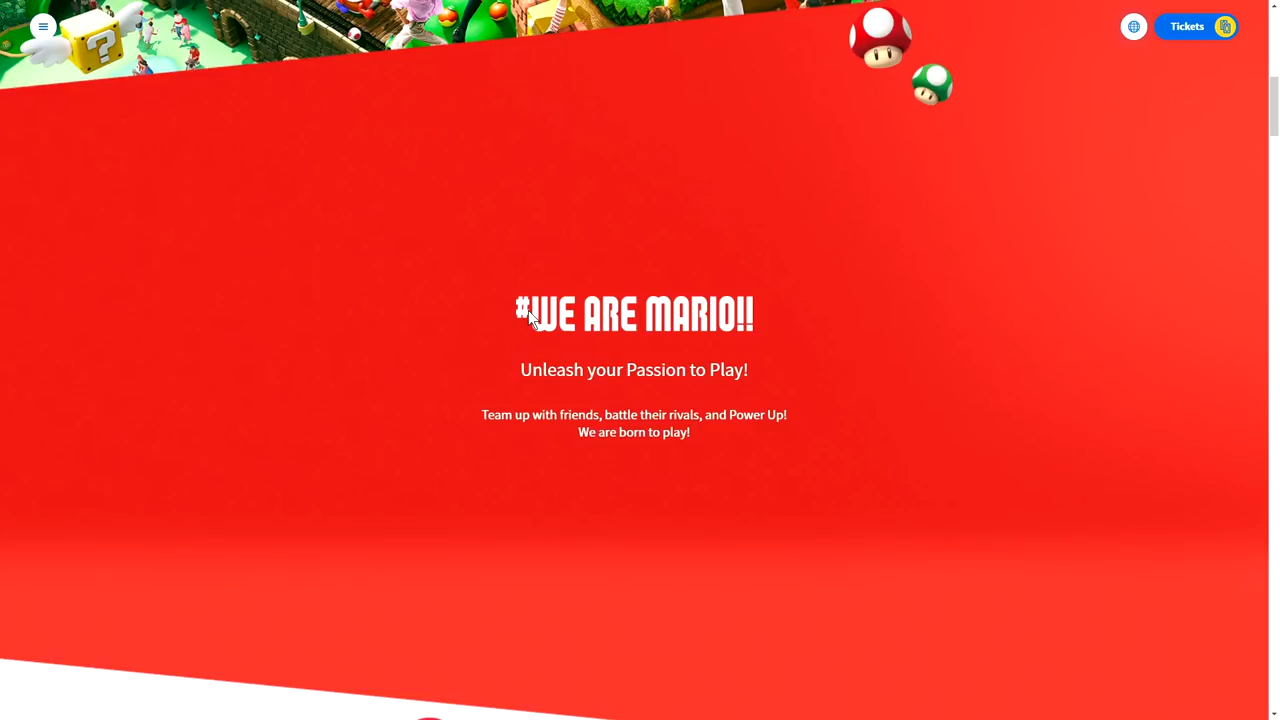 Tickets
#WE ARE MARIO!!
Unleash your Passion to Play!
Team up with friends, battle their rivals, and Power Up!
We are born to play!